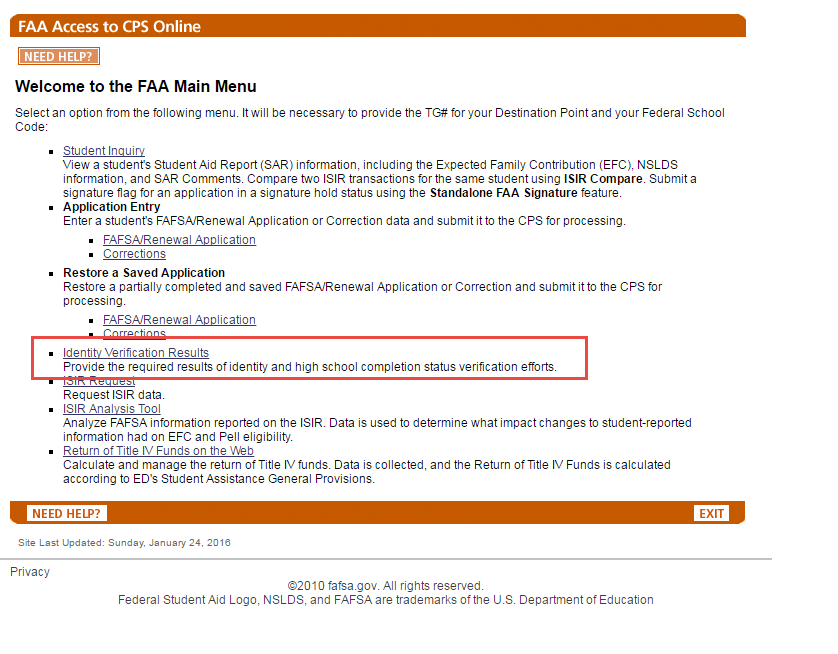 FAA Access to CPS Online
NEED HELP?
Welcome to the FAA Main Menu
Select an option from the following menu. It will be necessary to provide the TG# for your Destination Point and your Federal School
Code:
Student Inquiry
View a student's Student Aid Report (SAR) information, including the Expected Family Contribution (EFC), NSLDS
information, and SAR Comments. Compare two ISIR transactions for the same student using ISIR Compare. Submit a
signature flag for an application in a signature hold status using the Standalone FAA Signature feature.
Application Entry
Enter a student's FAFSA/Renewal Application or Correction data and submit it to the CPS for processing.
FAFSA/Renewal Application
Corrections
Restore a Saved Application
Restore a partially completed and saved FAFSA/Renewal Application or Correction and submit it to the CPS for
processing.
FAFSA/Renewal Application
Corrections
Identity Verification Results
Provide the required results of identity and high school completion status verification efforts.
ISIR Request
Request ISIR data.
ISIR Analysis Tool
Analyze FAFSA information reported on the ISIR. Data is used to determine what impact changes to student-reported
information had on EFC and Pell eligibility.
Return of Title IV Funds on the Web
Calculate and manage the return of Title IV funds. Data is collected, and the Return of Title IV Funds is calculated
according to ED's Student Assistance General Provisions.
NEED HELP? EXIT
Site Last Updated: Sunday, January 24, 2016
Privacy
©2010 fafsa.gov. All rights reserved.
Federal Student Aid Logo, NSLDS, and FAFSA are trademarks of the U.S. Department of Education